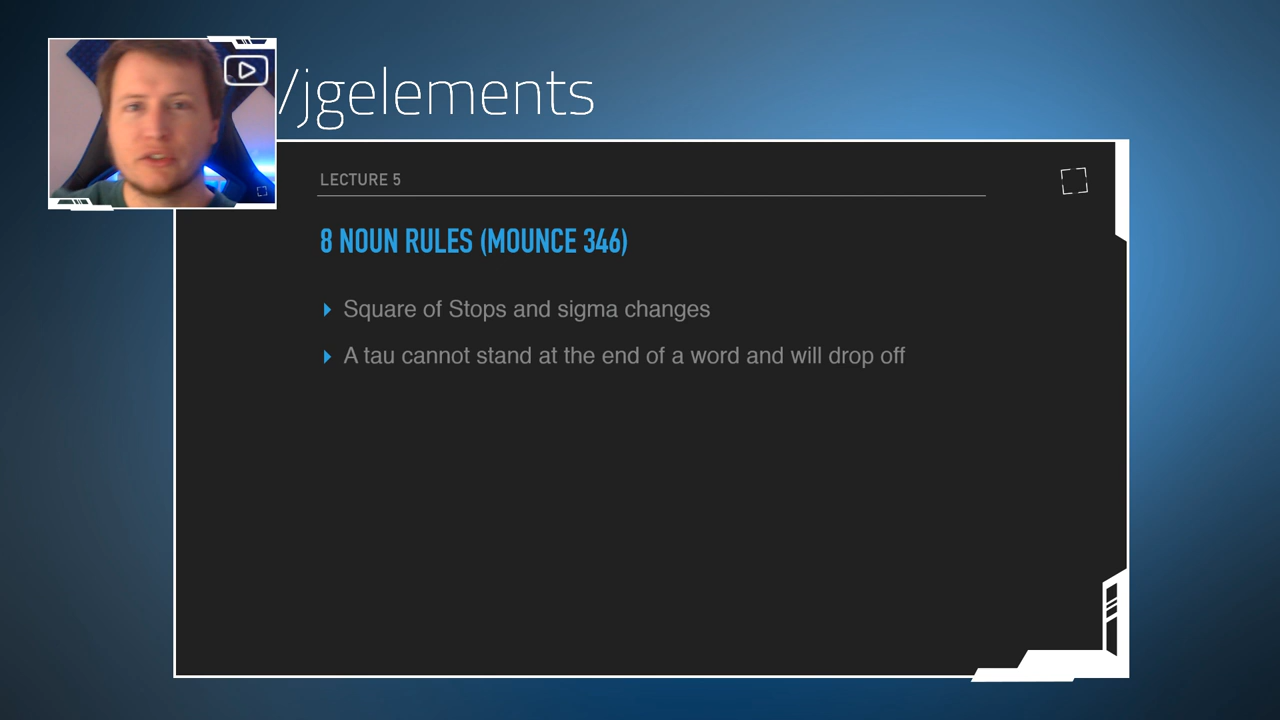 /jgelements
LECTURE 5
8 NOUN RULES (MOUNCE 346)
Square of Stops and sigma changes
A tau cannot stand at the end of a word and will drop off